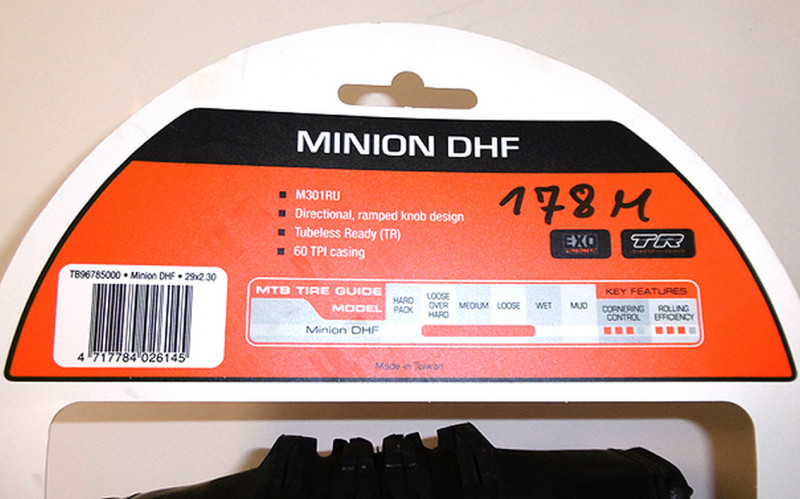 MINION DHF
M301RU
Directional, ramped knob design
Tubeless Ready (TR)
60 TPI casing
178 M
EXO
TR
TB96785000 • Minion DHF • 29x2.30
4 717784 026145
MTB TIRE GUIDE
MODEL
HARD PACK
LOOSE OVER HARD
MEDIUM
LOOSE
WET
MUD
KEY FEATURES
CORNERING CONTROL
ROLLING EFFICIENCY
Minion DHF
Made in Taiwan